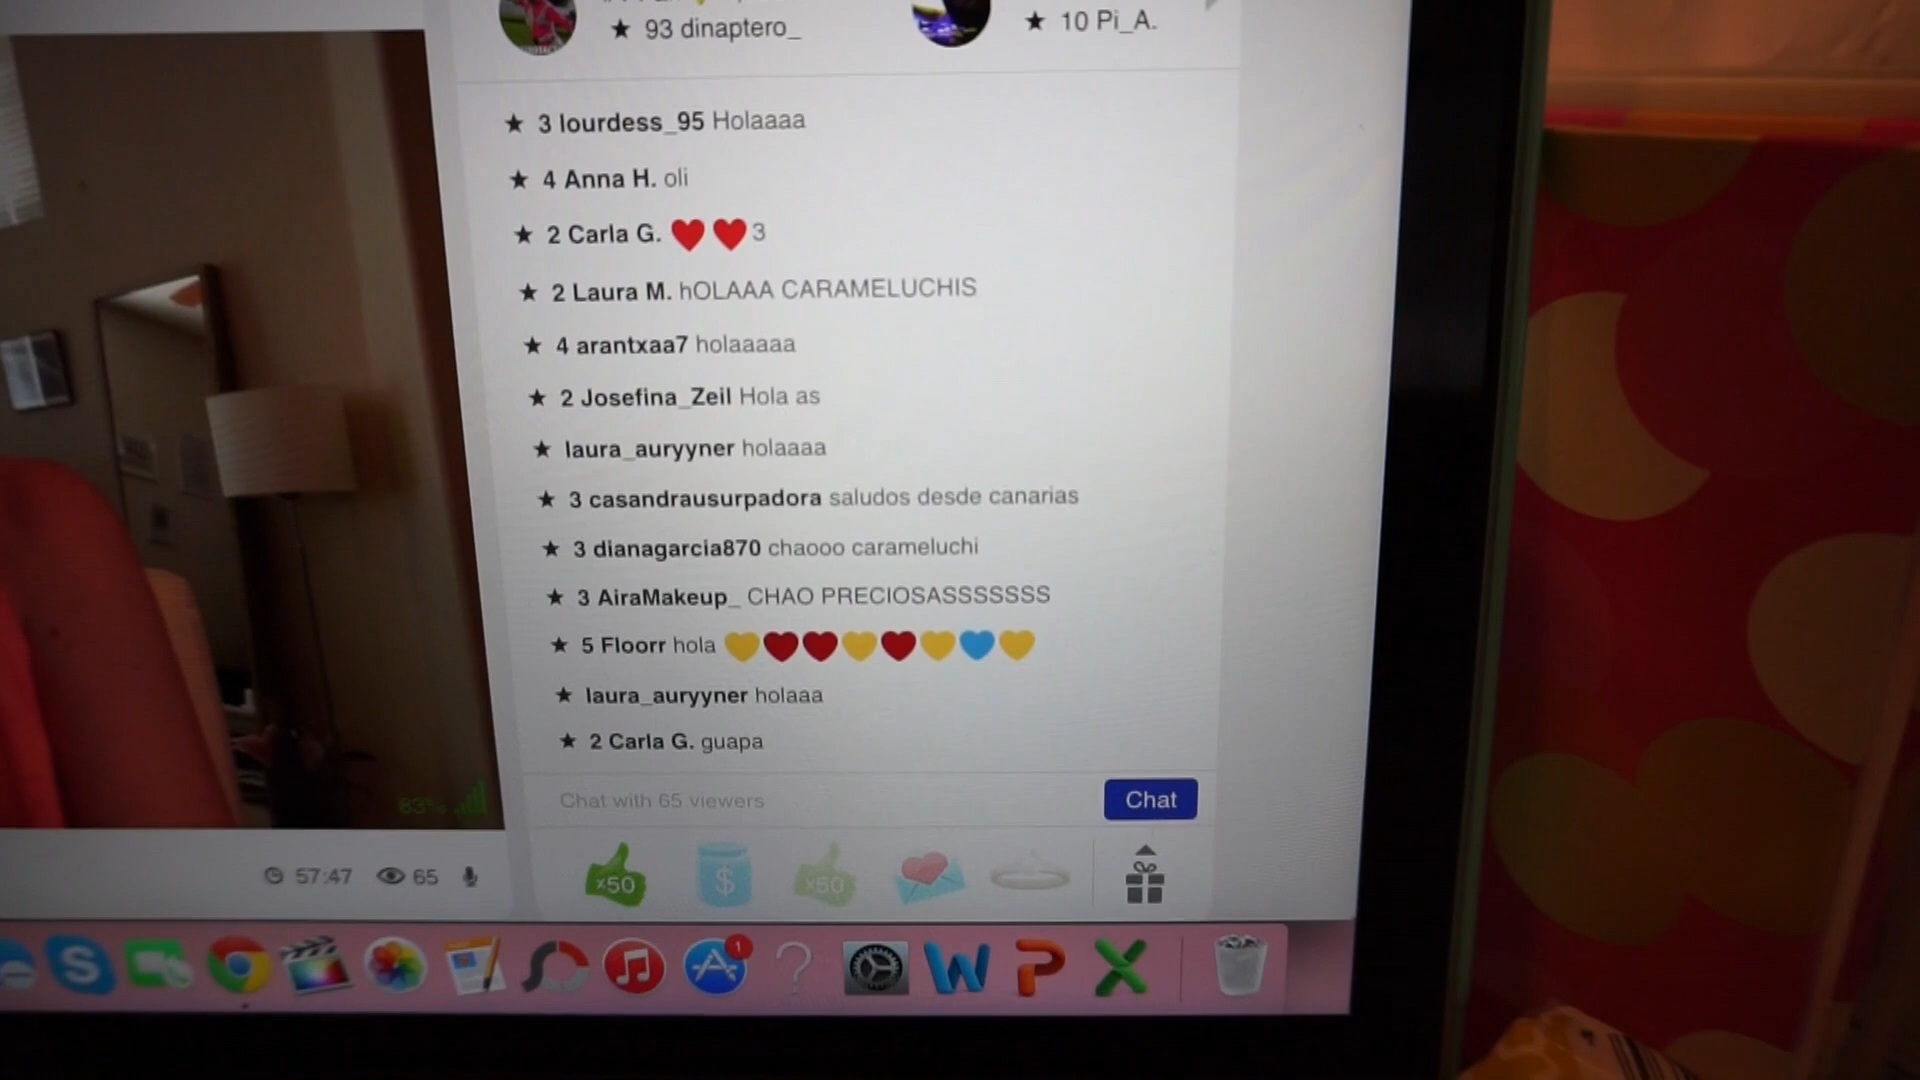 ★ 93 dinaptero_
★ 10 Pi_A.
★ 3 lourdess_95 Holaaaa
★ 4 Anna H. oli
★ 2 Carla G. ❤❤3
★ 2 Laura M. hOLAAA CARAMELUCHIS
★ 4 arantxaa7 holaaaaa
★ 2 Josefina_Zeil Hola as
★ laura_auryyner holaaaa
★ 3 casandrausurpadora saludos desde canarias
★ 3 dianagarcia870 chaooo carameluchi
★ 3 AiraMakeup_ CHAO PRECIOSASSSSSSS
★ 5 Floorr hola 💛❤❤💛❤💛💙💛
★ laura_auryyner holaaa
★ 2 Carla G. guapa
83%
Chat with 65 viewers
Chat
57:47 65
x50 $ x50
S 1 ? W P X